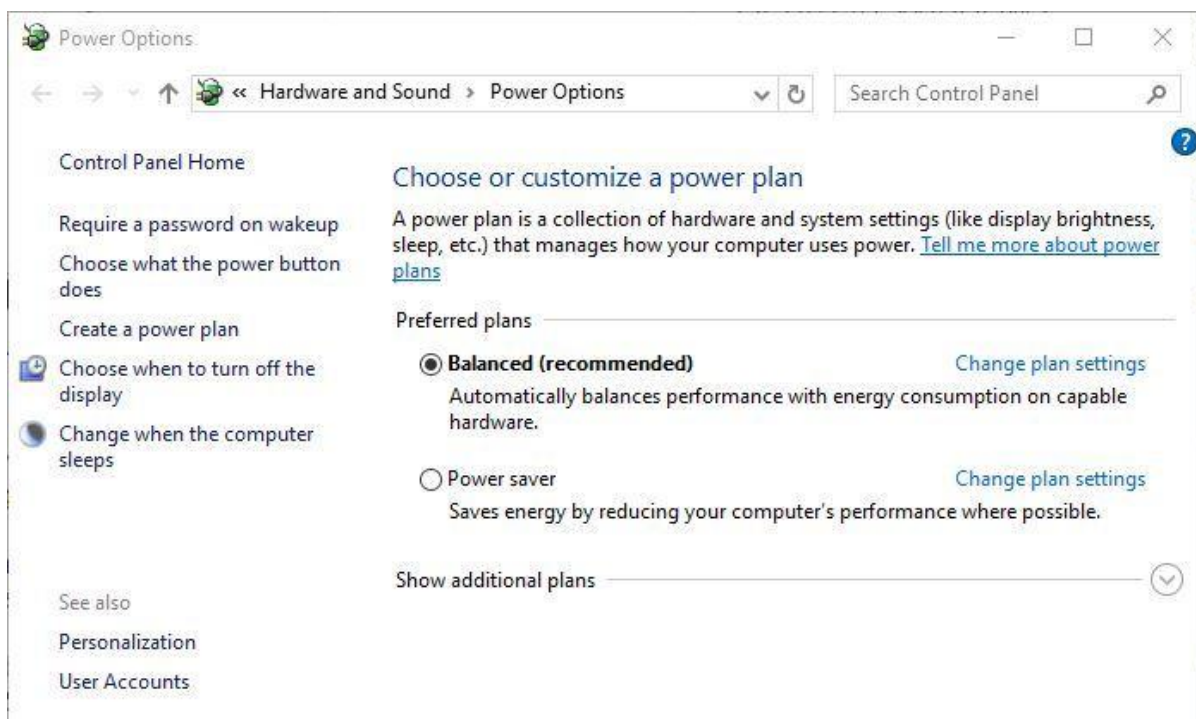 Power Options
« Hardware and Sound › Power Options
Search Control Panel
?
Control Panel Home
Require a password on wakeup
Choose what the power button
does
Create a power plan
Choose when to turn off the
display
Change when the computer
sleeps
See also
Personalization
User Accounts
Choose or customize a power plan
A power plan is a collection of hardware and system settings (like display brightness,
sleep, etc.) that manages how your computer uses power. Tell me more about power
plans
Preferred plans
Balanced (recommended)
Change plan settings
Automatically balances performance with energy consumption on capable
hardware.
Power saver
Change plan settings
Saves energy by reducing your computer's performance where possible.
Show additional plans